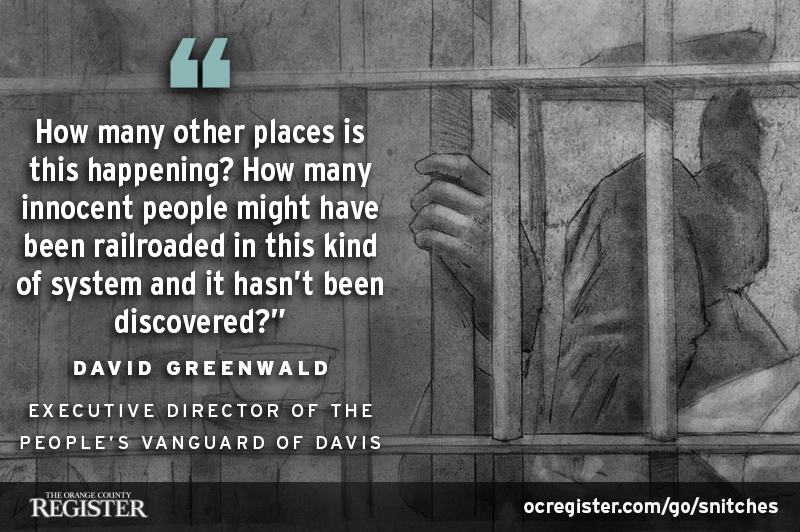 “
How many other places is
this happening? How many
innocent people might have
been railroaded in this kind
of system and it hasn’t been
discovered?”
DAVID GREENWALD
EXECUTIVE DIRECTOR OF THE
PEOPLE’S VANGUARD OF DAVIS
THE ORANGE COUNTY
REGISTER
ocregister.com/go/snitches